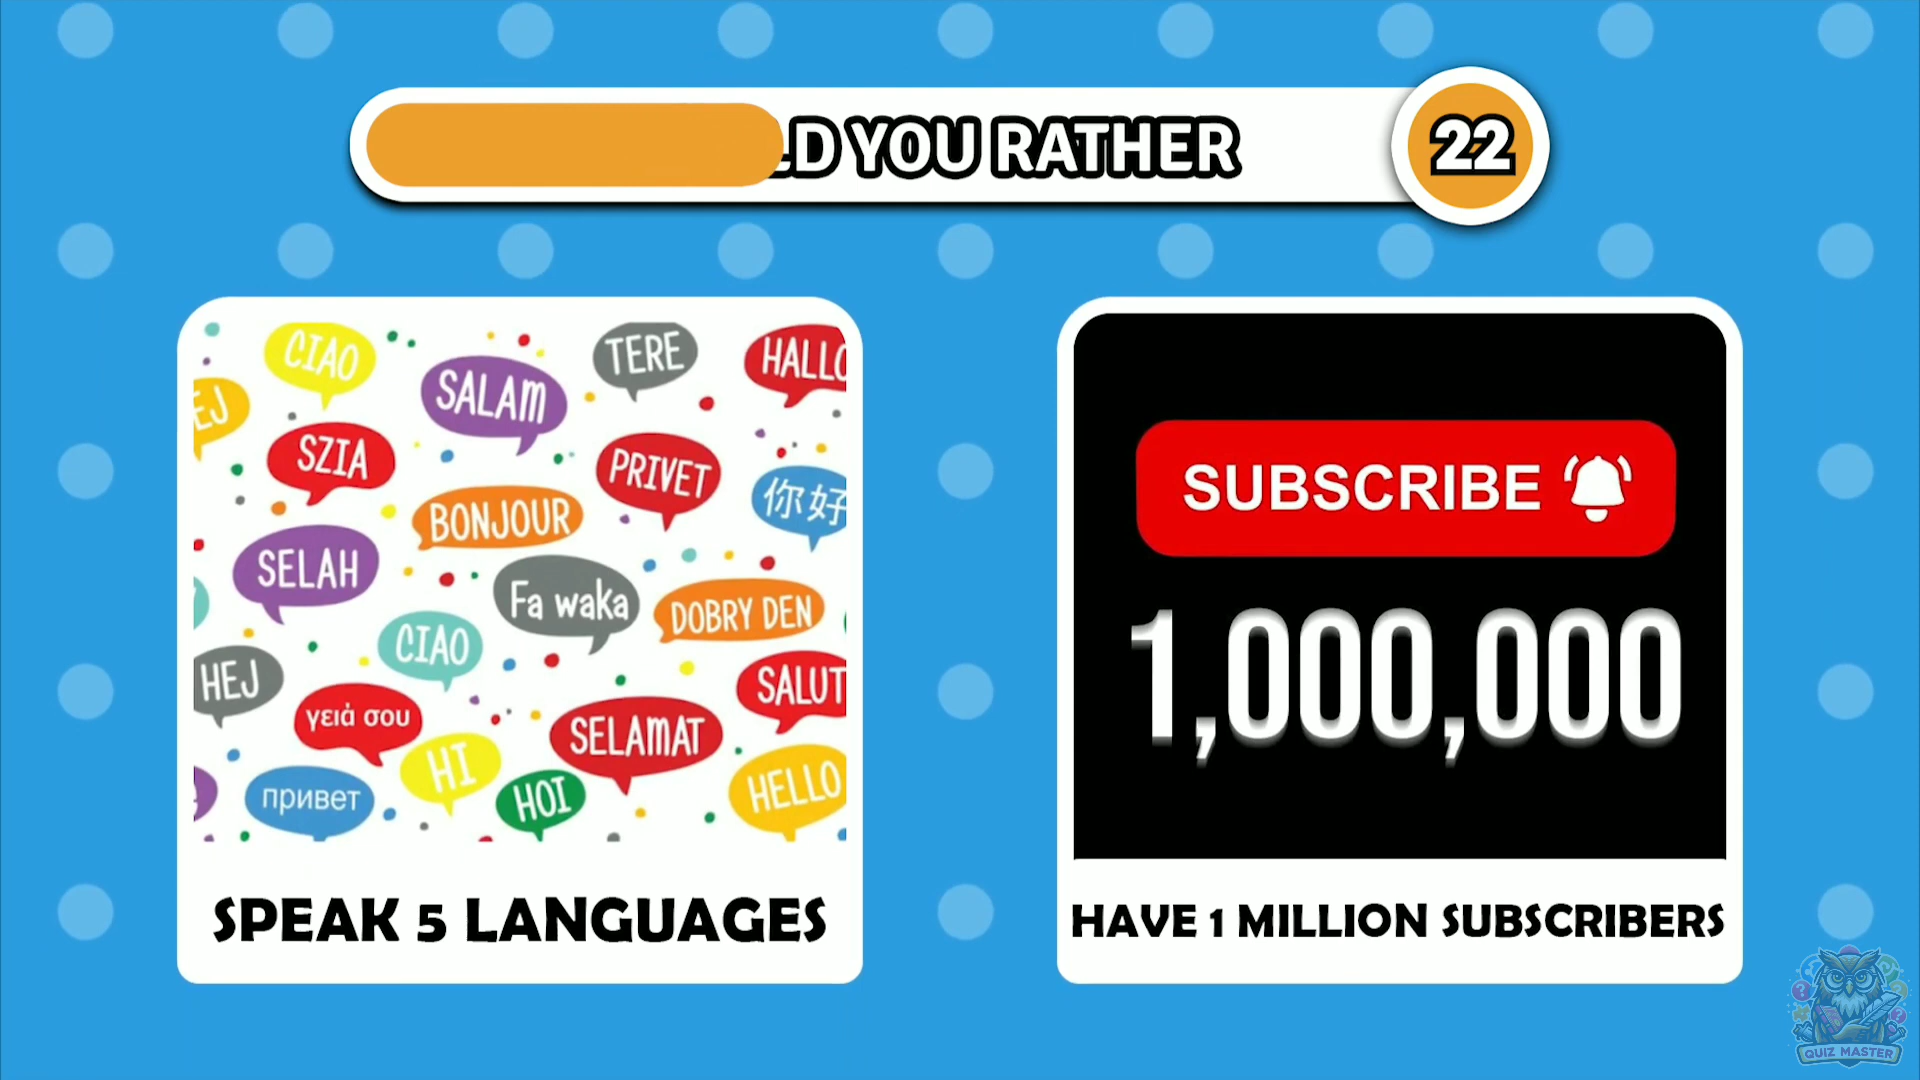 LD YOU RATHER
22
CIAO
TERE
HALLO
SALAM
EJ
SZIA
PRIVET
你好
BONJOUR
SELAH
Fa waka
DOBRY DEN
CIAO
HEJ
SALUT
γειά σου
SELAMAT
HI
HELLO
привет
HOI
SPEAK 5 LANGUAGES
SUBSCRIBE
1,000,000
HAVE 1 MILLION SUBSCRIBERS
QUIZ MASTER